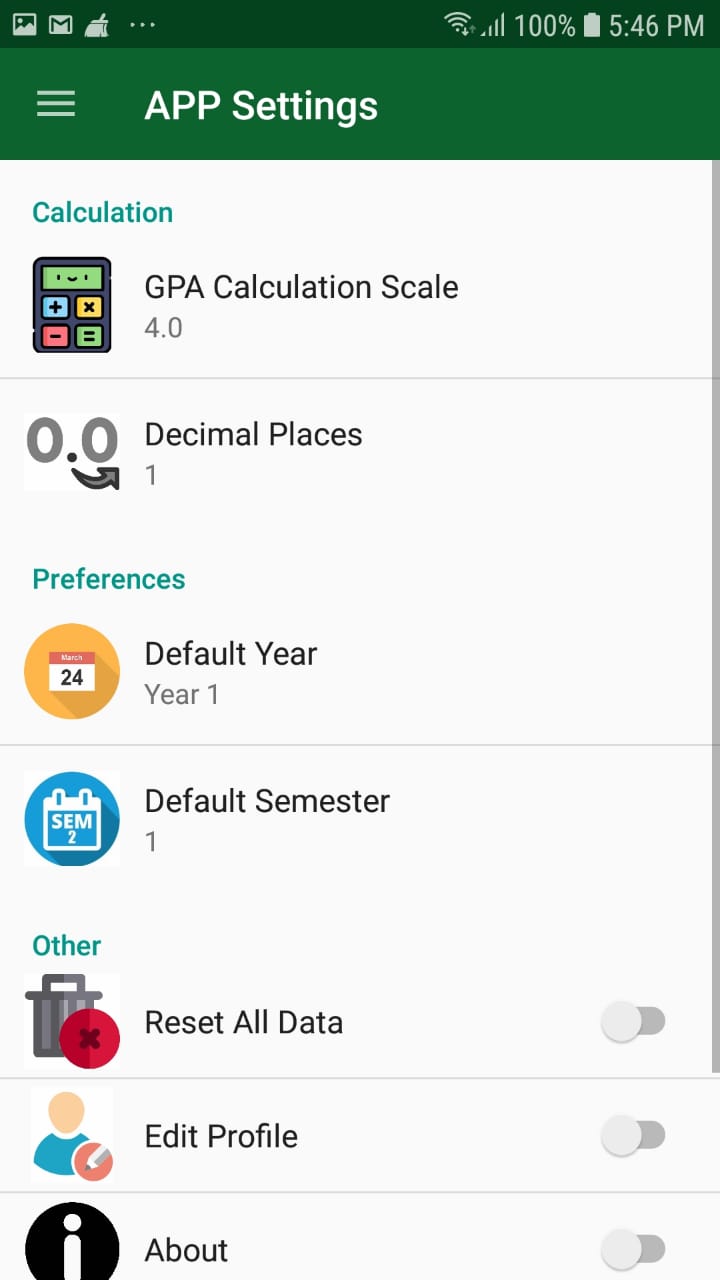 100% 5:46 PM
APP Settings
Calculation
GPA Calculation Scale
4.0
0.0
Decimal Places
1
Preferences
March
24
Default Year
Year 1
SEM
2
Default Semester
1
Other
Reset All Data
Edit Profile
About